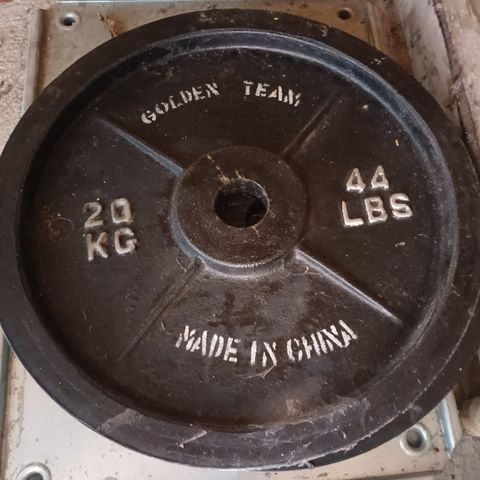 GOLDEN TEAM
20
KG
44
LBS
MADE IN CHINA